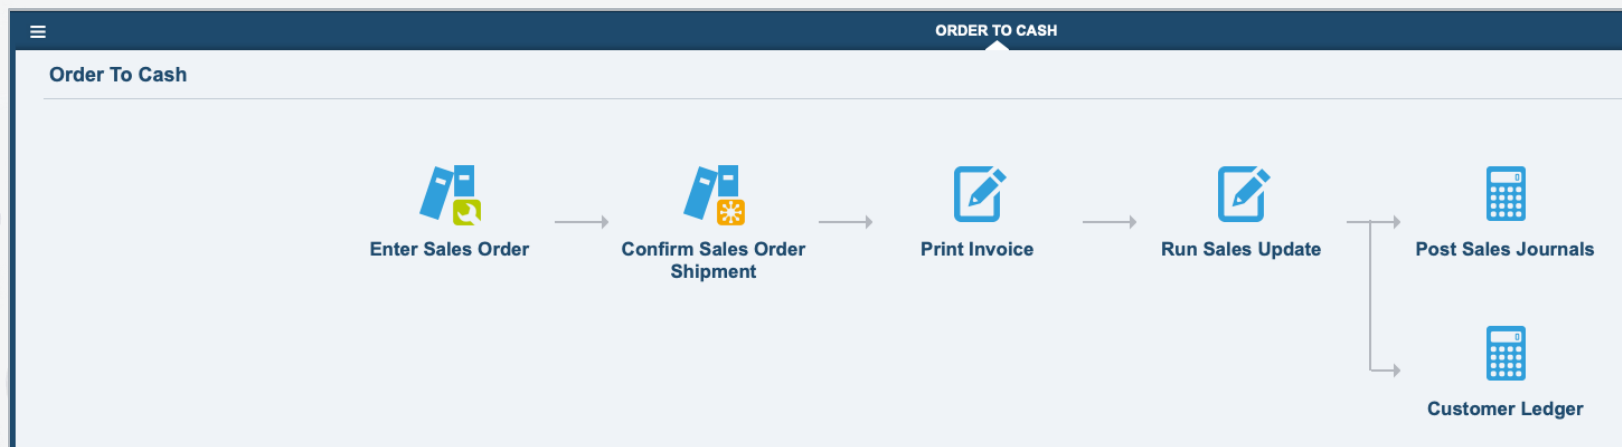 ORDER TO CASH
Order To Cash
Enter Sales Order
Confirm Sales Order
Shipment
Print Invoice
Run Sales Update
Post Sales Journals
Customer Ledger